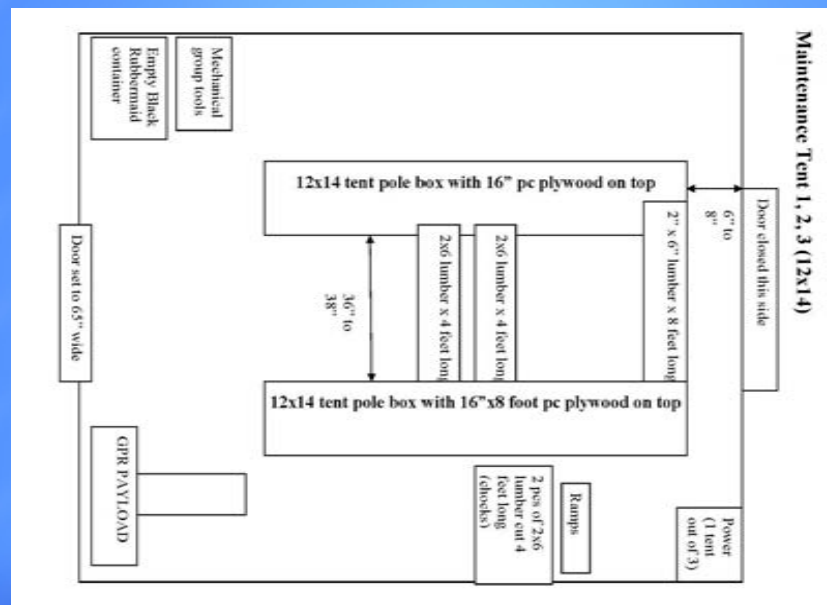 Maintenance Tent 1, 2, 3 (12x14)
Mechanical
group tools
Empty Black
Rubbermaid
container
12x14 tent pole box with 16" pc plywood on top
6" to
8"
Door closed this side
2" x 6" lumber x 8 feet long
2x6 lumber x 4 feet long
2x6 lumber x 4 feet long
36" to
38"
Door set to 65" wide
12x14 tent pole box with 16"x8 foot pc plywood on top
GPR PAYLOAD
2 pcs of 2x6
lumber cut 4
feet long
(chocks)
Ramps
Power
(1 tent
out of 3)